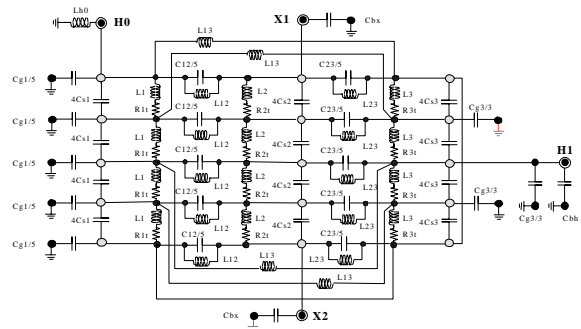 Lh0
H0
X1
Cbx
L13
L13
Cg1/5
C12/5
C23/5
4Cs1
L1
R1t
L12
L2
R2t
4Cs2
L23
L3
R3t
4Cs3
Cg3/3
Cg1/5
C12/5
C23/5
4Cs1
L1
R1t
L12
L2
R2t
4Cs2
L23
L3
R3t
4Cs3
H1
Cg1/5
C12/5
C23/5
4Cs1
L1
R1t
L12
L2
R2t
4Cs2
L23
L3
R3t
4Cs3
Cg3/3
Cg3/3
Cbh
Cg1/5
C12/5
C23/5
4Cs1
L1
R1t
L12
L2
R2t
4Cs2
L23
L3
R3t
4Cs3
Cg1/5
C12/5
C23/5
L12
L13
L23
L13
Cbx
X2